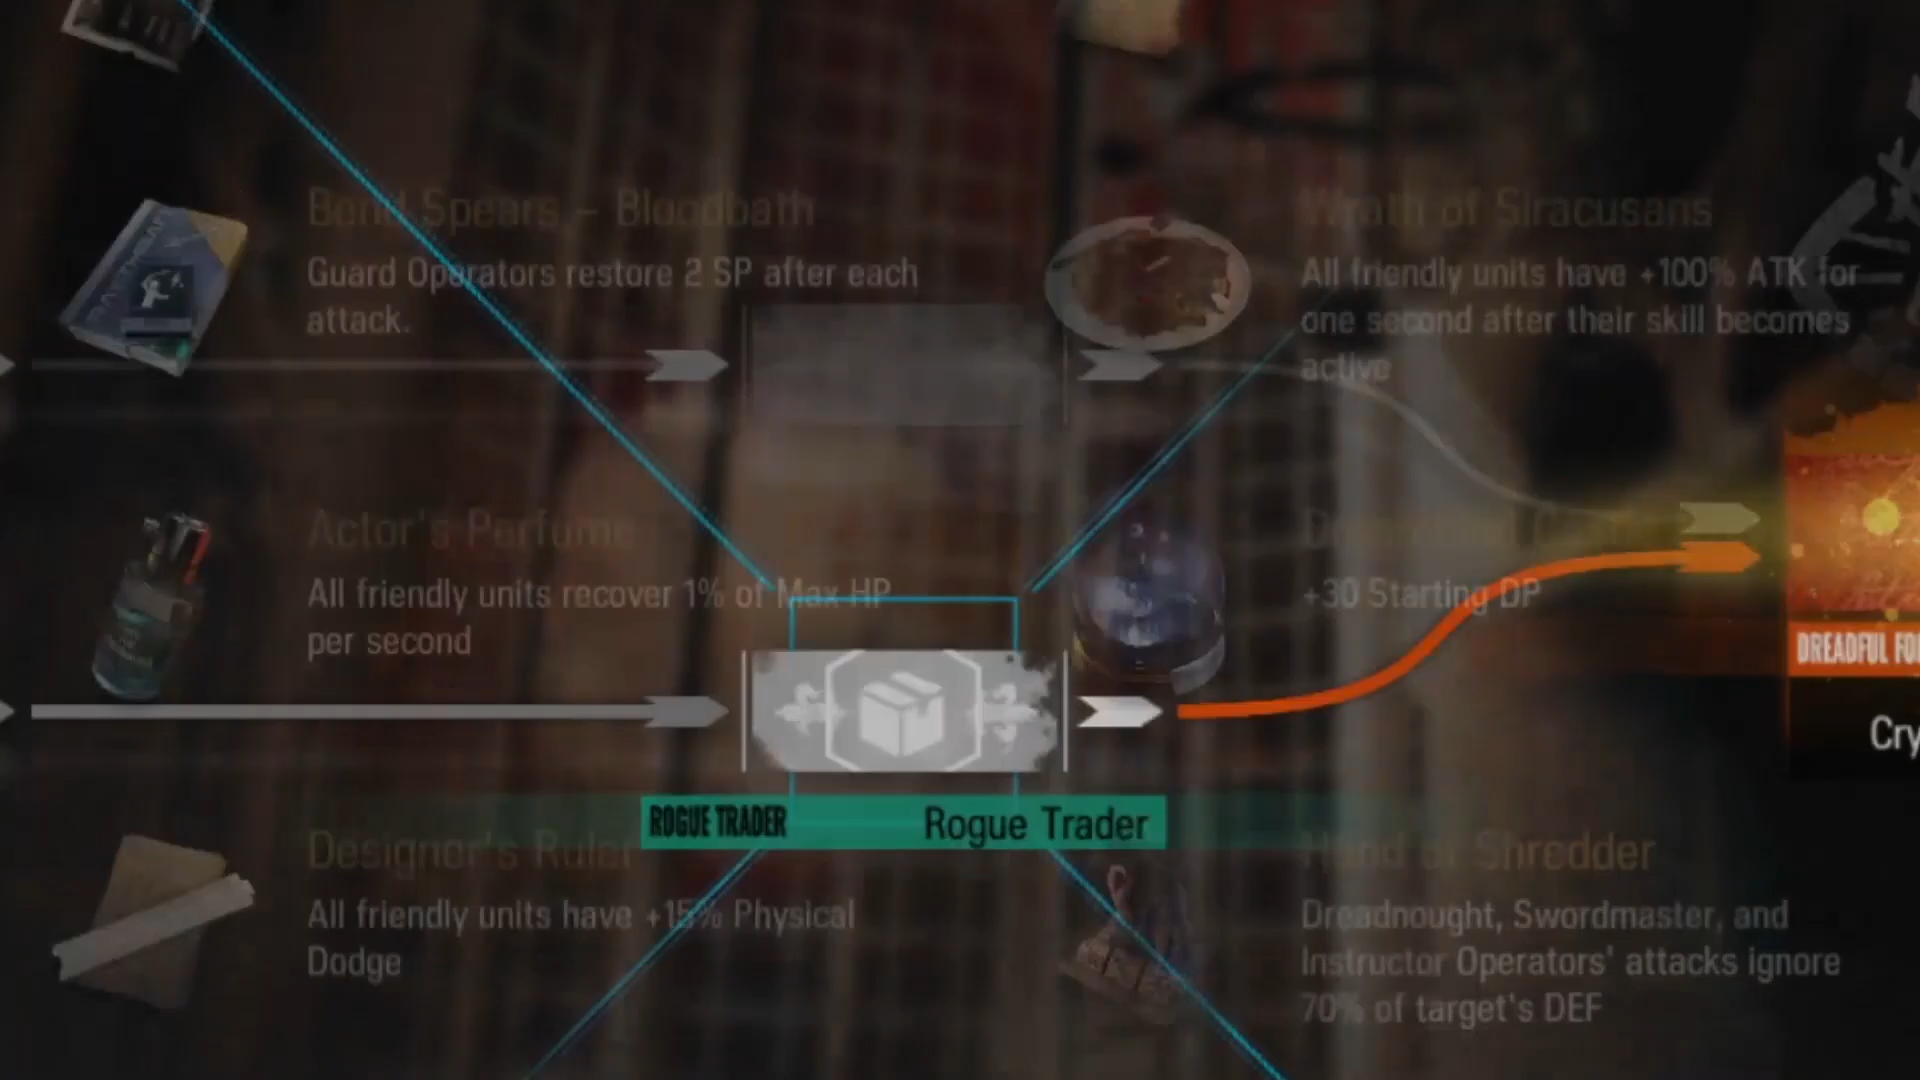 Bend Spears – Bloodbath
Guard Operators restore 2 SP after each
attack.
Wrath of Siracusans
All friendly units have +100% ATK for
one second after their skill becomes
active
Actor's Perfume
All friendly units recover 1% of Max HP
per second
+30 Starting DP
DREADFUL
Cry
ROGUE TRADER
Rogue Trader
Designer's Ruler
All friendly units have +15% Physical
Dodge
Hand of Shredder
Dreadnought, Swordmaster, and
Instructor Operators' attacks ignore
70% of target's DEF